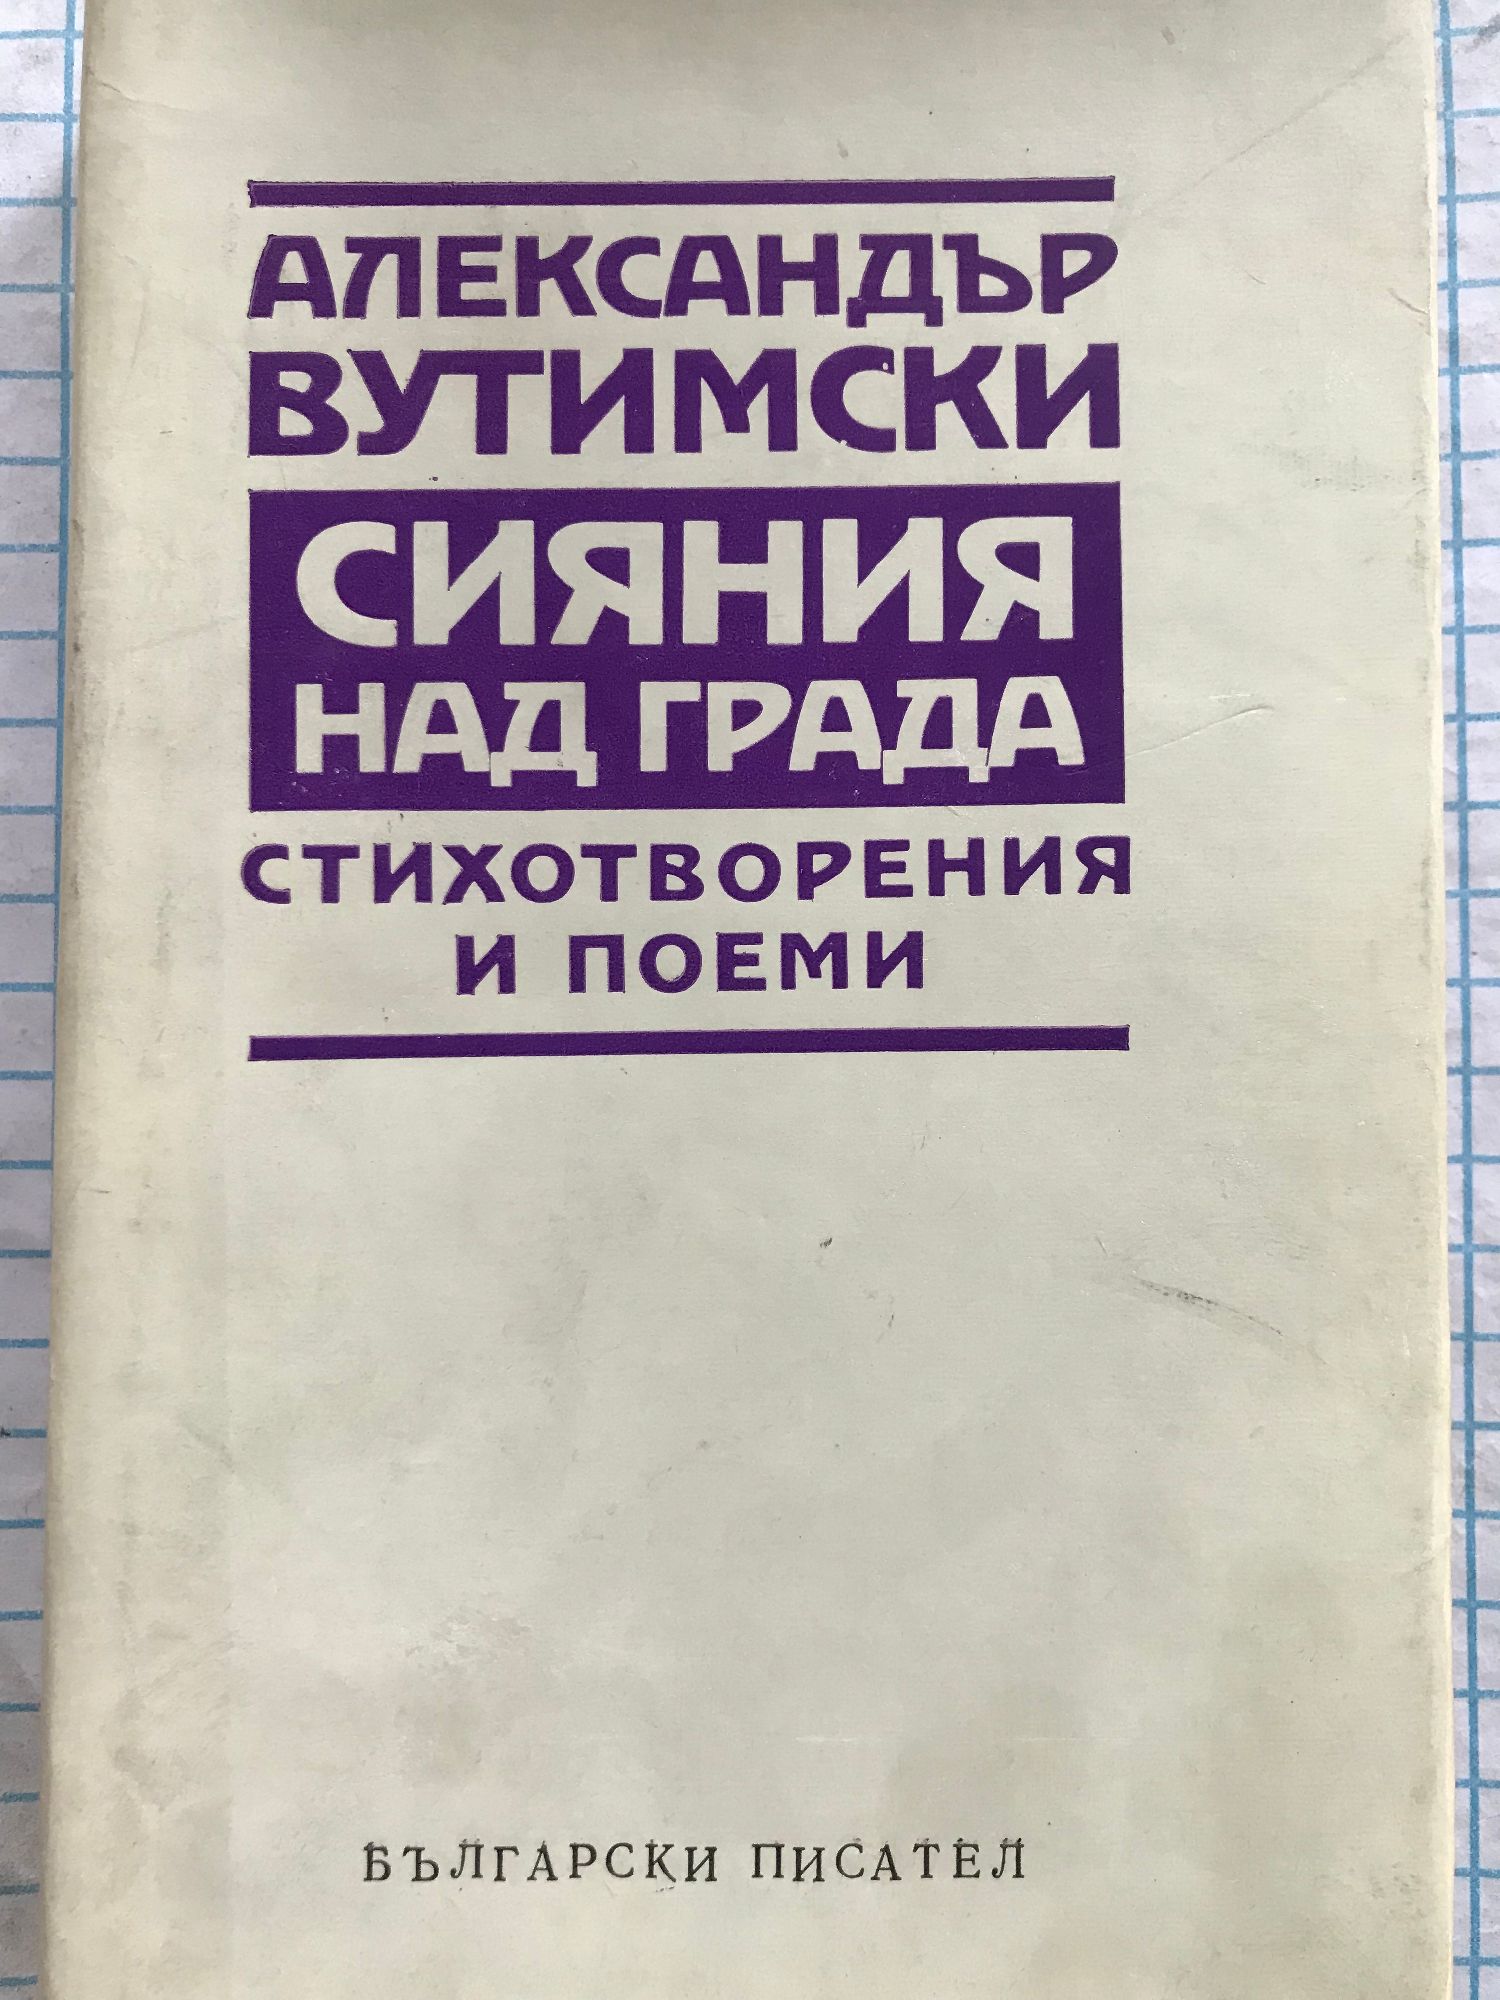 АЛЕКСАНДЪР
ВУТИМСКИ
СИЯНИЯ
НАД ГРАДА
СТИХОТВОРЕНИЯ
И ПОЕМИ
БЪЛГАРСКИ ПИСАТЕЛ